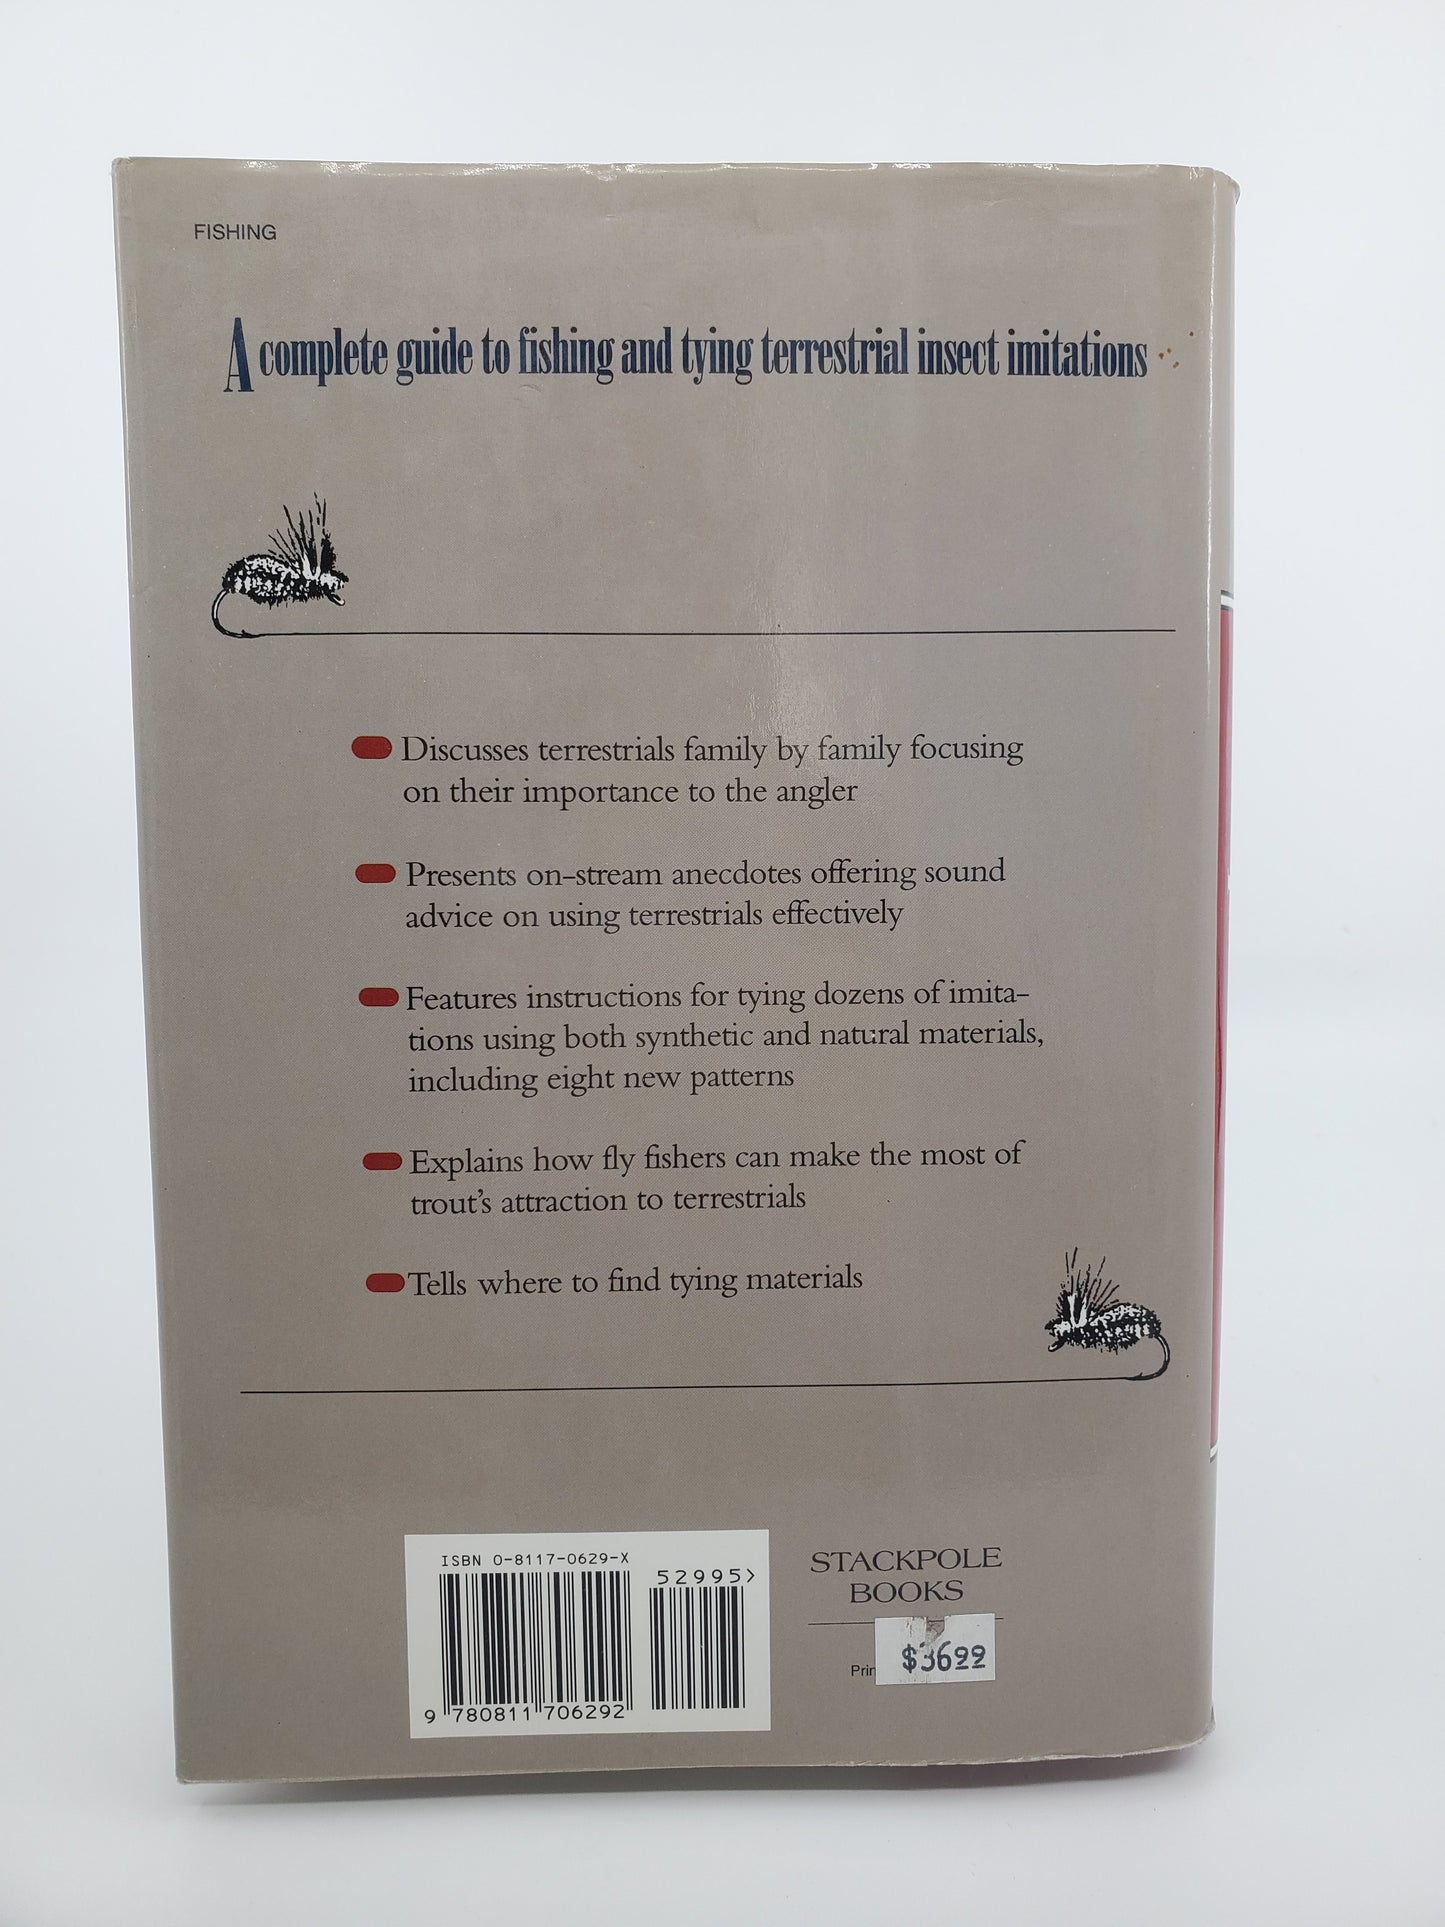 FISHING
A complete guide to fishing and tying terrestrial insect imitations
Discusses terrestrials family by family focusing
on their importance to the angler
Presents on-stream anecdotes offering sound
advice on using terrestrials effectively
Features instructions for tying dozens of imita-
tions using both synthetic and natural materials,
including eight new patterns
Explains how fly fishers can make the most of
trout's attraction to terrestrials
Tells where to find tying materials
ISBN 0-8117-0629-X
52995>
9 780811 706292
STACKPOLE
BOOKS
$3699